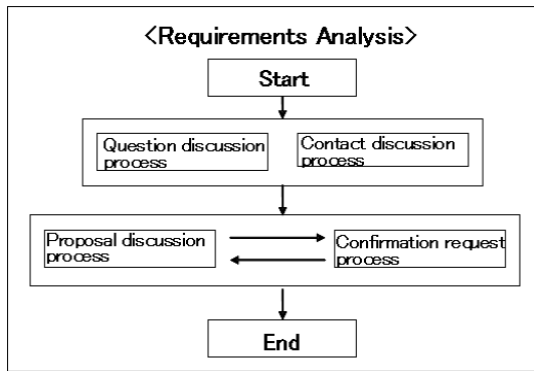 <Requirements Analysis>
Start
Question discussion
process
Contact discussion
process
Proposal discussion
process
Confirmation request
process
End